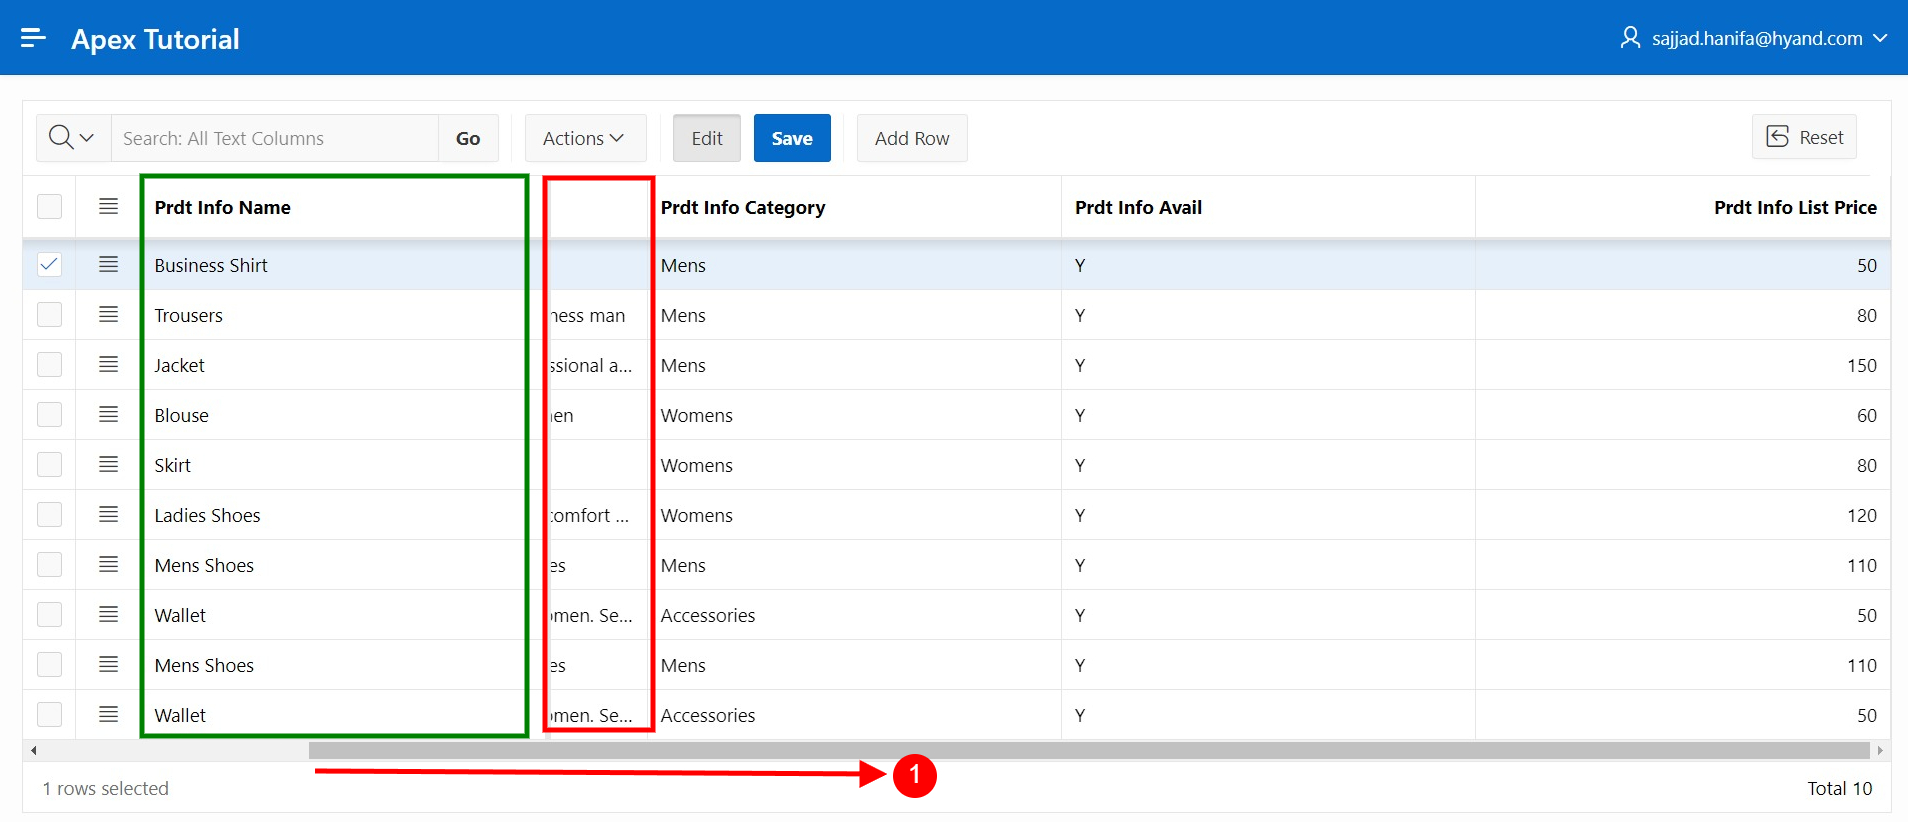 Apex Tutorial
sajjad.hanifa@hyand.com
Search: All Text Columns
Go
Actions
Edit
Save
Add Row
Reset
Prdt Info Name Prdt Info Category Prdt Info Avail Prdt Info List Price
Business Shirt Mens Y 50
Trousers ness man Mens Y 80
Jacket ssional a... Mens Y 150
Blouse en Womens Y 60
Skirt Womens Y 80
Ladies Shoes comfort ... Womens Y 120
Mens Shoes es Mens Y 110
Wallet omen. Se... Accessories Y 50
Mens Shoes es Mens Y 110
Wallet omen. Se... Accessories Y 50
1
1 rows selected
Total 10